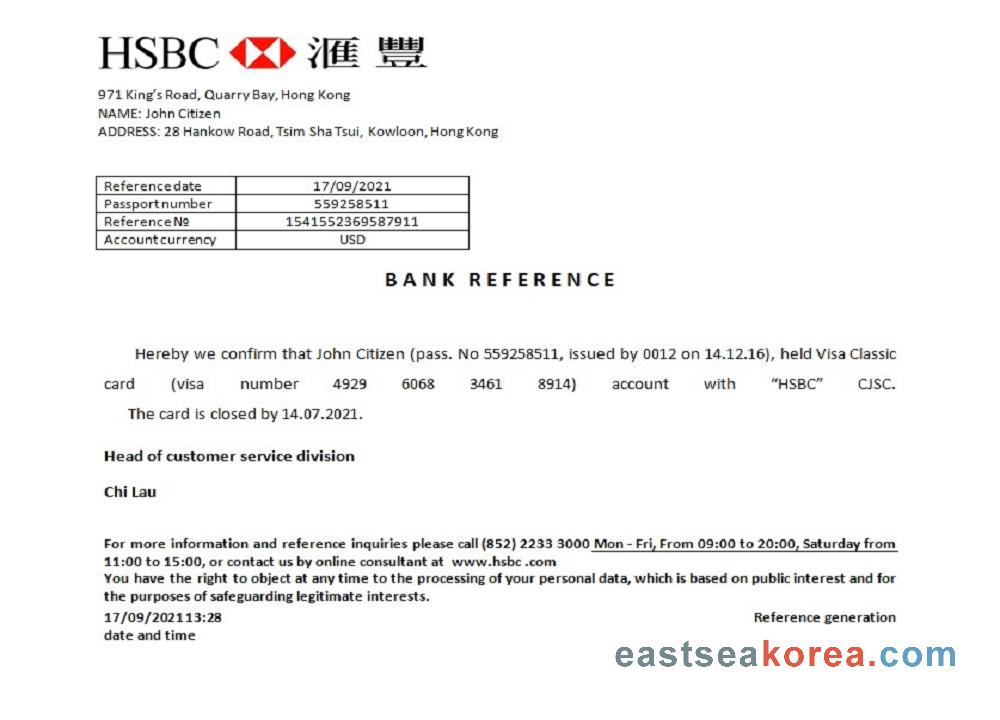 HSBC 滙豐
971 King's Road, Quarry Bay, Hong Kong
NAME: John Citizen
ADDRESS: 28 Hankow Road, Tsim Sha Tsui, Kowloon, Hong Kong
Reference date 17/09/2021
Passport number 559258511
Reference № 1541552369587911
Account currency USD
BANK REFERENCE
Hereby we confirm that John Citizen (pass. No 559258511, issued by 0012 on 14.12.16), held Visa Classic
card (visa number 4929 6068 3461 8914) account with “HSBC” CJSC.
The card is closed by 14.07.2021.
Head of customer service division
Chi Lau
For more information and reference inquiries please call (852) 2233 3000 Mon - Fri, From 09:00 to 20:00, Saturday from
11:00 to 15:00, or contact us by online consultant at www.hsbc .com
You have the right to object at any time to the processing of your personal data, which is based on public interest and for
the purposes of safeguarding legitimate interests.
17/09/202113:28 Reference generation
date and time
eastseakorea.com